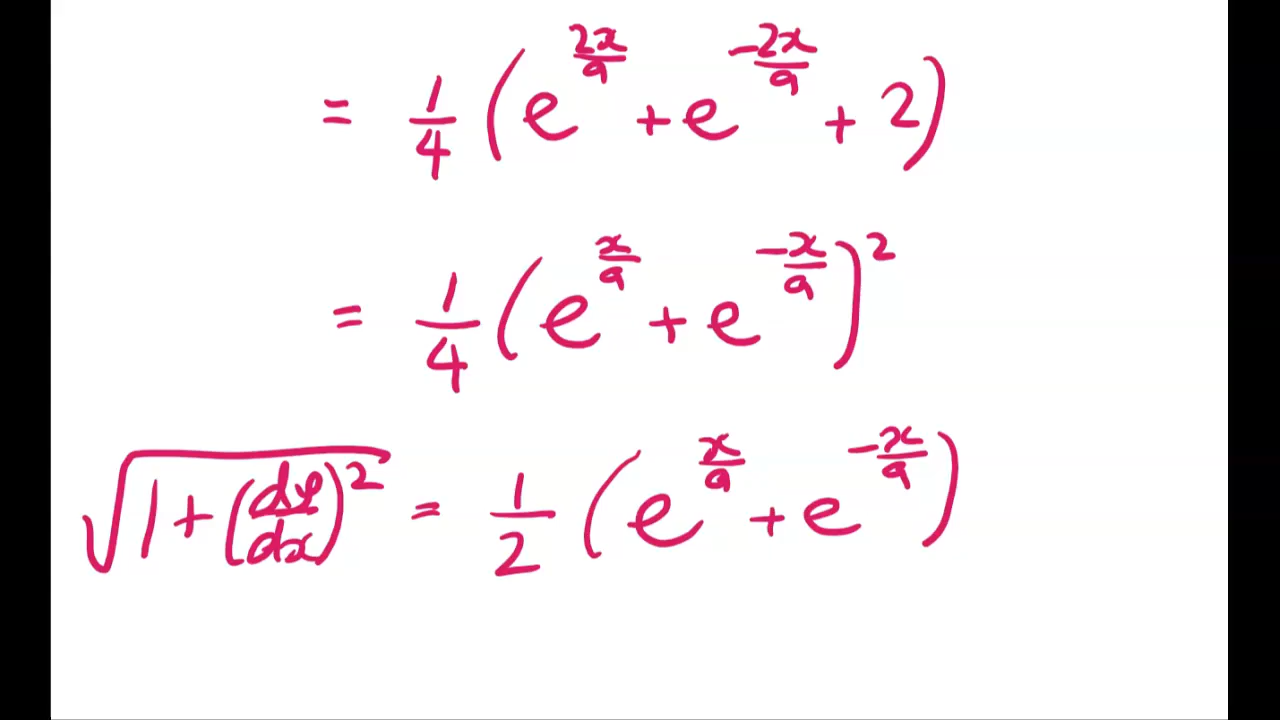 = 1/4 (e^(2x/a) + e^(-2x/a) + 2)
= 1/4 (e^(x/a) + e^(-x/a))^2
√(1 + (dy/dx)^2) = 1/2 (e^(x/a) + e^(-x/a))